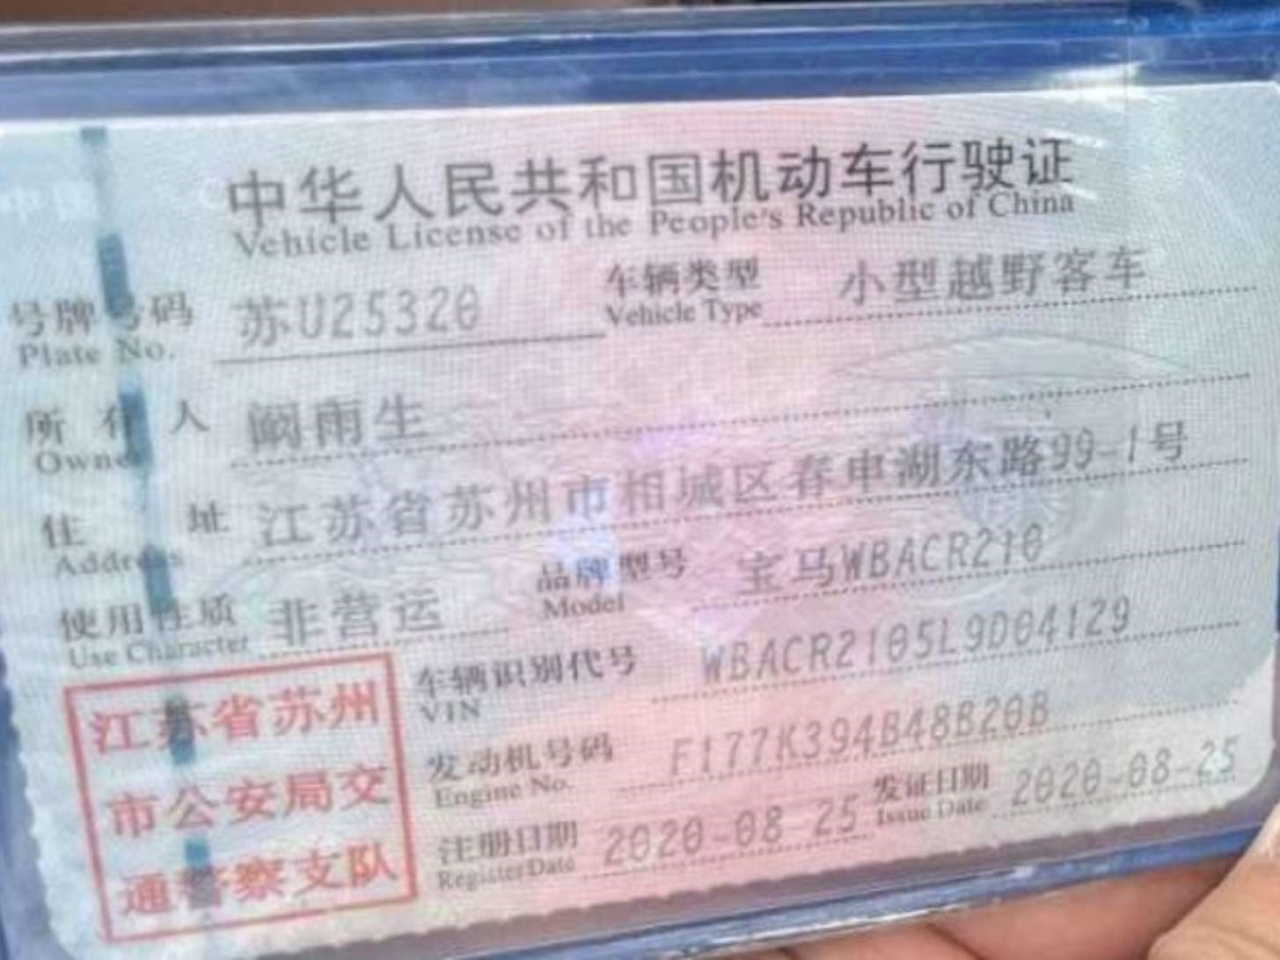 中华人民共和国机动车行驶证
Vehicle License of the People's Republic of China
号牌号码 苏U25320 车辆类型 小型越野客车
Plate No. Vehicle Type
所有人 阚雨生
Owner
住址 江苏省苏州市相城区春申湖东路99-1号
Address
使用性质 非营运 品牌型号 宝马WBACR210
Use Character Model
车辆识别代号 WBACR2105L9D04129
VIN
发动机号码 F177K394B48B20B
Engine No.
注册日期 2020-08-25 发证日期 2020-08-25
Register Date Issue Date
江苏省苏州
市公安局交
通警察支队